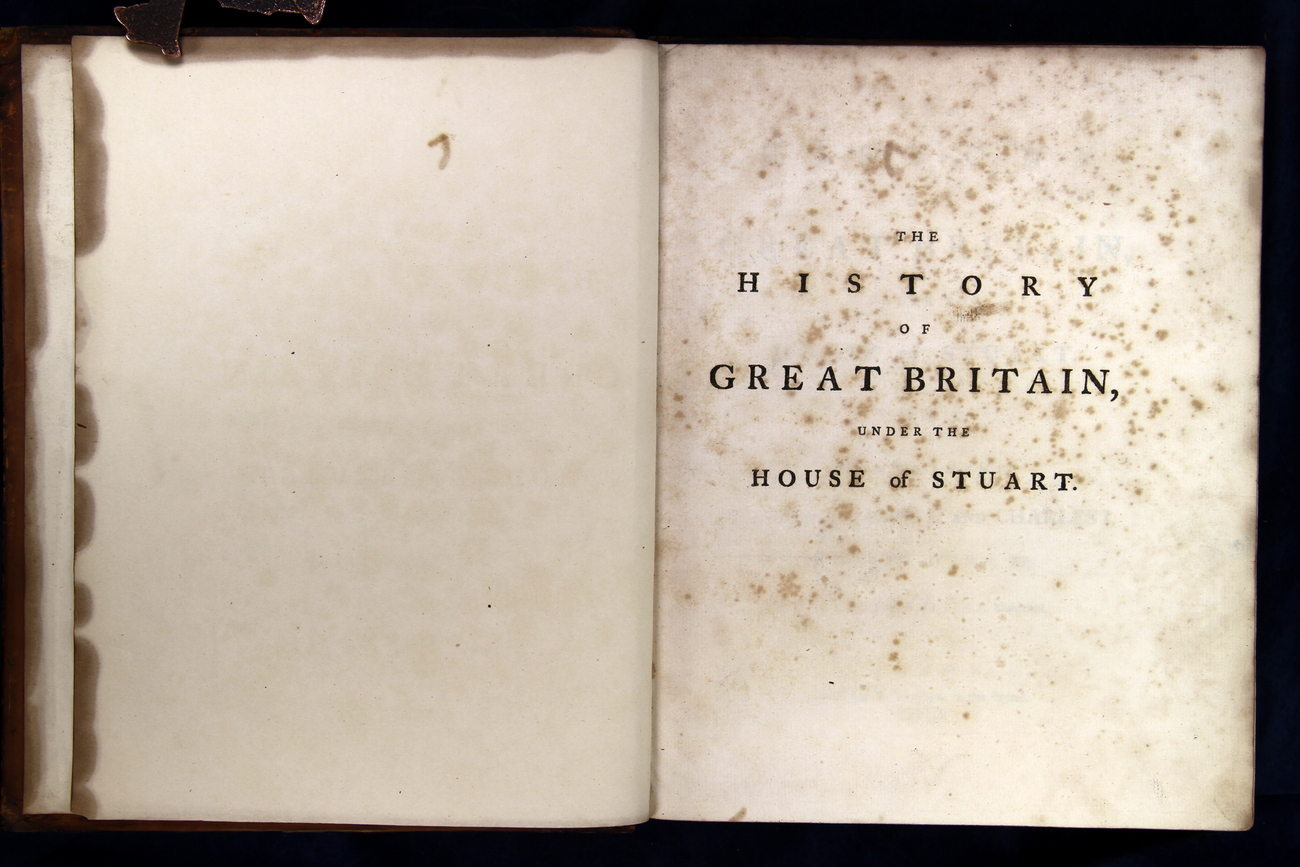 THE
HISTORY
OF
GREAT BRITAIN,
UNDER THE
HOUSE of STUART.